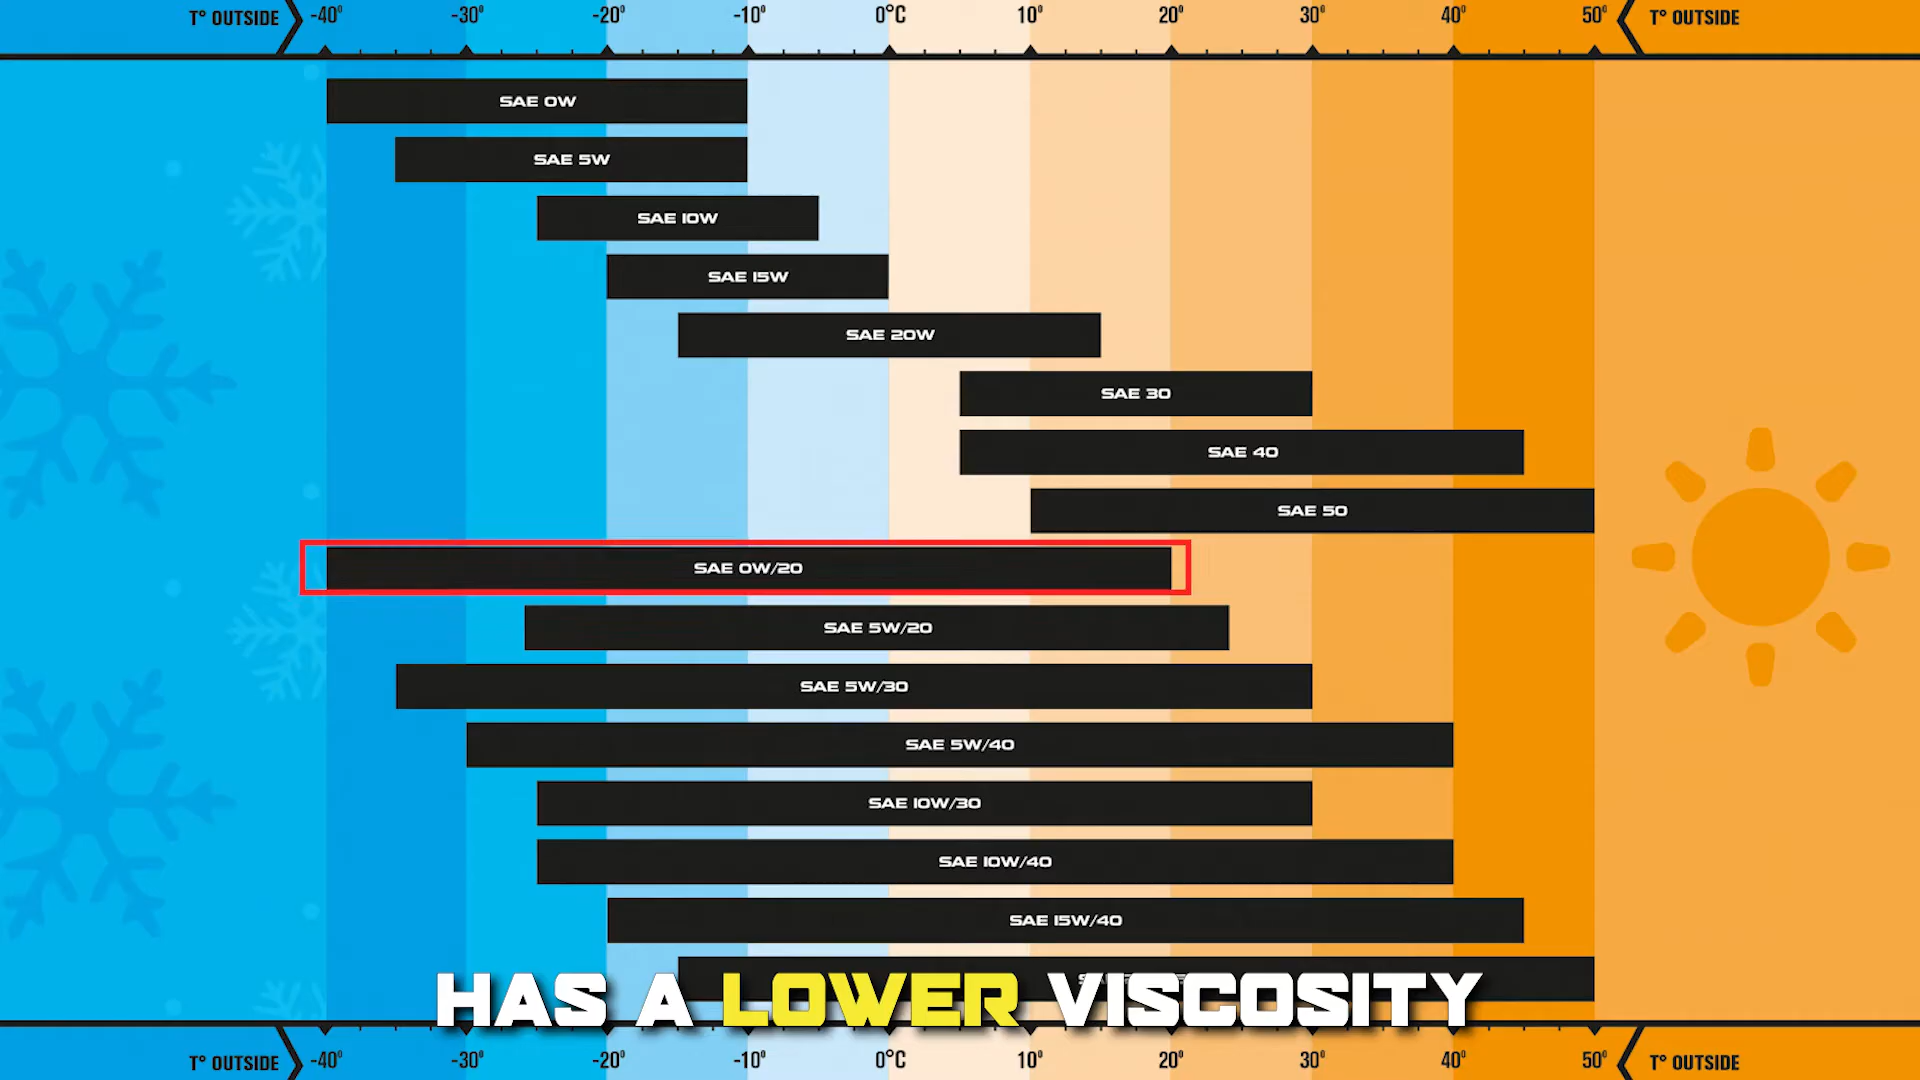 T° OUTSIDE -40° -30° -20° -10° 0°C 10° 20° 30° 40° 50° T° OUTSIDE
SAE 0W
SAE 5W
SAE 10W
SAE 15W
SAE 20W
SAE 30
SAE 40
SAE 50
SAE 0W/20
SAE 5W/20
SAE 5W/30
SAE 5W/40
SAE 10W/30
SAE 10W/40
SAE 15W/40
HAS A LOWER VISCOSITY
T° OUTSIDE -40° -30° -20° -10° 0°C 10° 20° 30° 40° 50° T° OUTSIDE